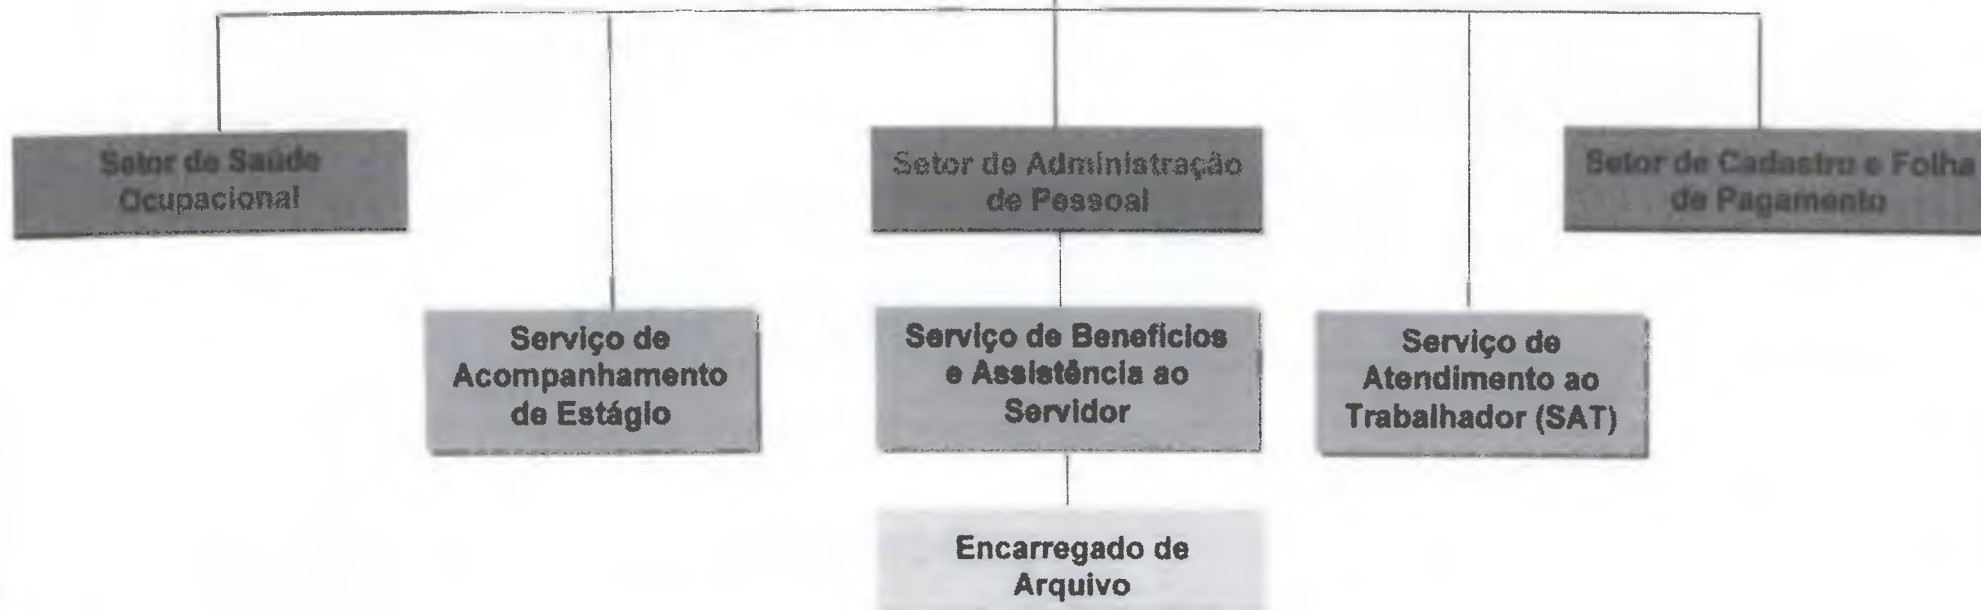 Setor de Saúde
Ocupacional
Setor de Administração
de Pessoal
Setor de Cadastro e Folha
de Pagamento
Serviço de
Acompanhamento
de Estágio
Serviço de Benefícios
e Assistência ao
Servidor
Serviço de
Atendimento ao
Trabalhador (SAT)
Encarregado de
Arquivo